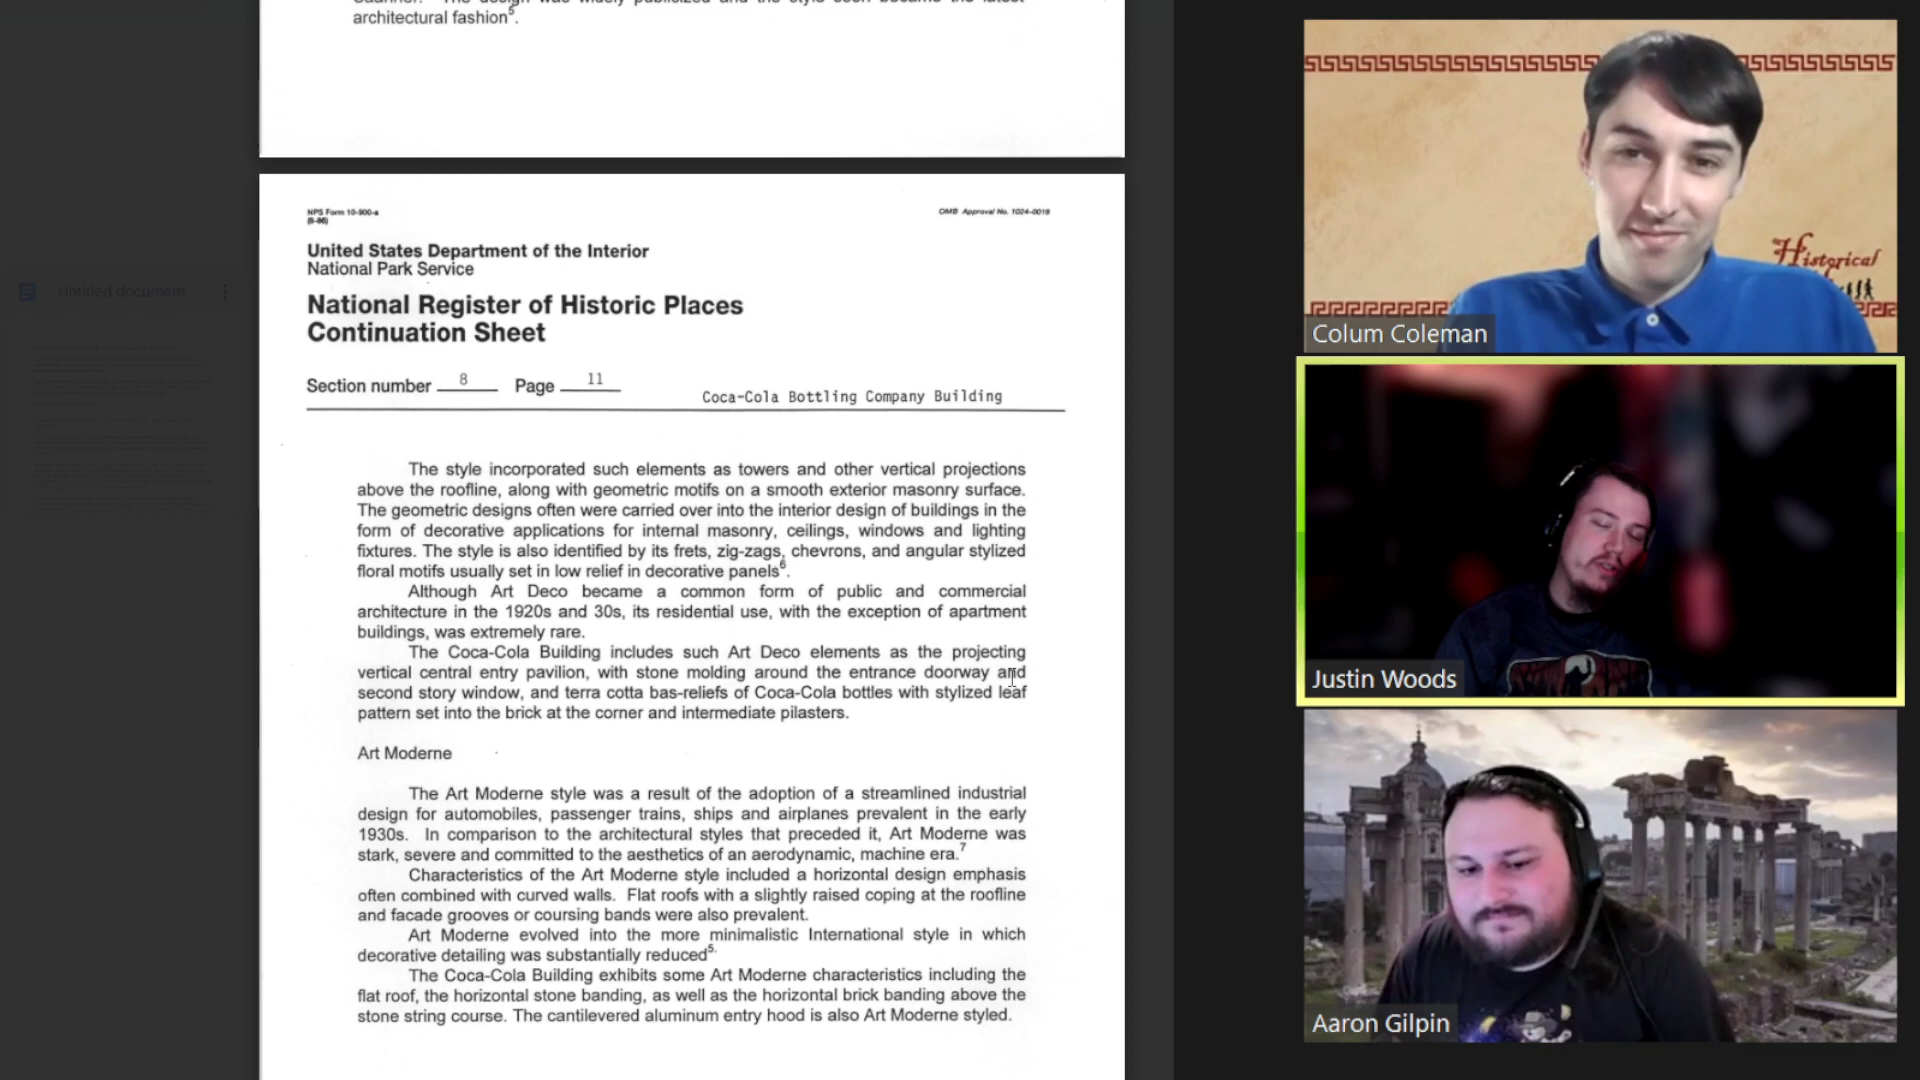 architectural fashion5.
NPS Form 10-900-a
(8-86)
OMB Approval No. 1024-0018
United States Department of the Interior
National Park Service
National Register of Historic Places
Continuation Sheet
Section number 8 Page 11
Coca-Cola Bottling Company Building
The style incorporated such elements as towers and other vertical projections
above the roofline, along with geometric motifs on a smooth exterior masonry surface.
The geometric designs often were carried over into the interior design of buildings in the
form of decorative applications for internal masonry, ceilings, windows and lighting
fixtures. The style is also identified by its frets, zig-zags, chevrons, and angular stylized
floral motifs usually set in low relief in decorative panels6.
Although Art Deco became a common form of public and commercial
architecture in the 1920s and 30s, its residential use, with the exception of apartment
buildings, was extremely rare.
The Coca-Cola Building includes such Art Deco elements as the projecting
vertical central entry pavilion, with stone molding around the entrance doorway and
second story window, and terra cotta bas-reliefs of Coca-Cola bottles with stylized leaf
pattern set into the brick at the corner and intermediate pilasters.
Art Moderne
The Art Moderne style was a result of the adoption of a streamlined industrial
design for automobiles, passenger trains, ships and airplanes prevalent in the early
1930s. In comparison to the architectural styles that preceded it, Art Moderne was
stark, severe and committed to the aesthetics of an aerodynamic, machine era.7
Characteristics of the Art Moderne style included a horizontal design emphasis
often combined with curved walls. Flat roofs with a slightly raised coping at the roofline
and facade grooves or coursing bands were also prevalent.
Art Moderne evolved into the more minimalistic International style in which
decorative detailing was substantially reduced5.
The Coca-Cola Building exhibits some Art Moderne characteristics including the
flat roof, the horizontal stone banding, as well as the horizontal brick banding above the
stone string course. The cantilevered aluminum entry hood is also Art Moderne styled.
Untitled document
Historical
Colum Coleman
Justin Woods
Aaron Gilpin